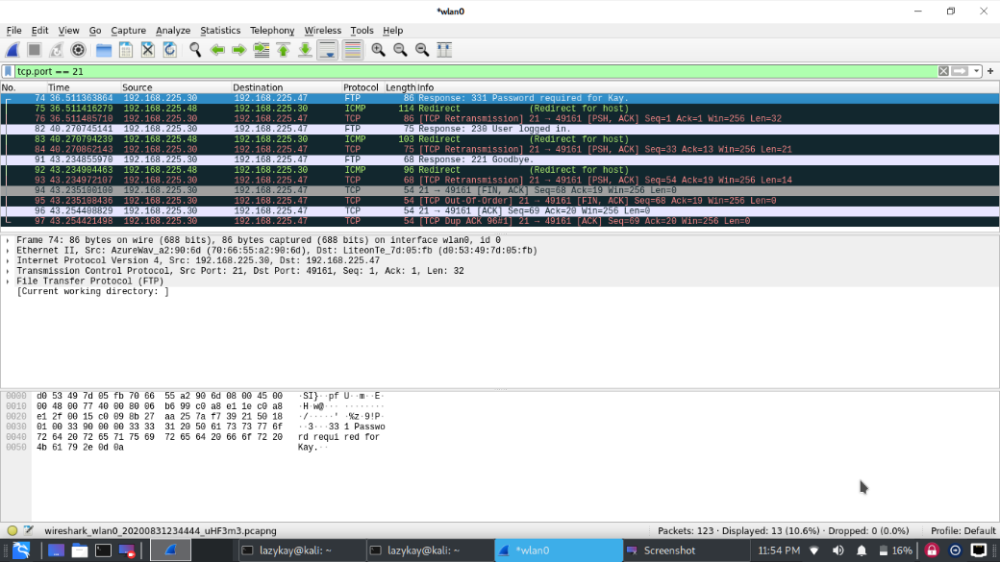 *wlan0
File Edit View Go Capture Analyze Statistics Telephony Wireless Tools Help
tcp.port == 21
No. Time Source Destination Protocol Length Info
74 36.511363864 192.168.225.30 192.168.225.47 FTP 86 Response: 331 Password required for Kay.
75 36.511416279 192.168.225.48 192.168.225.30 ICMP 114 Redirect (Redirect for host)
76 36.511485710 192.168.225.30 192.168.225.47 TCP 86 [TCP Retransmission] 21 → 49161 [PSH, ACK] Seq=1 Ack=1 Win=256 Len=32
82 40.270745141 192.168.225.30 192.168.225.47 FTP 75 Response: 230 User logged in.
83 40.270794239 192.168.225.48 192.168.225.30 ICMP 103 Redirect (Redirect for host)
84 40.270862143 192.168.225.30 192.168.225.47 TCP 75 [TCP Retransmission] 21 → 49161 [PSH, ACK] Seq=33 Ack=13 Win=256 Len=21
91 43.234855970 192.168.225.30 192.168.225.47 FTP 68 Response: 221 Goodbye.
92 43.234904463 192.168.225.48 192.168.225.30 ICMP 96 Redirect (Redirect for host)
93 43.234972107 192.168.225.30 192.168.225.47 TCP 68 [TCP Retransmission] 21 → 49161 [PSH, ACK] Seq=54 Ack=19 Win=256 Len=14
94 43.235100100 192.168.225.30 192.168.225.47 TCP 54 21 → 49161 [FIN, ACK] Seq=68 Ack=19 Win=256 Len=0
95 43.235108436 192.168.225.30 192.168.225.47 TCP 54 [TCP Out-Of-Order] 21 → 49161 [FIN, ACK] Seq=68 Ack=19 Win=256 Len=0
96 43.254408829 192.168.225.30 192.168.225.47 TCP 54 21 → 49161 [ACK] Seq=69 Ack=20 Win=256 Len=0
97 43.254421498 192.168.225.30 192.168.225.47 TCP 54 [TCP Dup ACK 96#1] 21 → 49161 [ACK] Seq=69 Ack=20 Win=256 Len=0
Frame 74: 86 bytes on wire (688 bits), 86 bytes captured (688 bits) on interface wlan0, id 0
Ethernet II, Src: AzureWav_a2:90:6d (70:66:55:a2:90:6d), Dst: LiteonTe_7d:05:fb (d0:53:49:7d:05:fb)
Internet Protocol Version 4, Src: 192.168.225.30, Dst: 192.168.225.47
Transmission Control Protocol, Src Port: 21, Dst Port: 49161, Seq: 1, Ack: 1, Len: 32
File Transfer Protocol (FTP)
[Current working directory: ]
0000 d0 53 49 7d 05 fb 70 66 55 a2 90 6d 08 00 45 00 ·SI}··pf U··m··E·
0010 00 48 00 77 40 00 80 06 b6 99 c0 a8 e1 1e c0 a8 ·H·w@··· ········
0020 e1 2f 00 15 c0 09 8b 27 aa 25 7a f7 39 21 50 18 ·/·····' ·%z·9!P·
0030 01 00 33 90 00 00 33 33 31 20 50 61 73 73 77 6f ··3···33 1 Passwo
0040 72 64 20 72 65 71 75 69 72 65 64 20 66 6f 72 20 rd requi red for
0050 4b 61 79 2e 0d 0a Kay.··
wireshark_wlan0_20200831234444_uHF3m3.pcapng Packets: 123 · Displayed: 13 (10.6%) · Dropped: 0 (0.0%) Profile: Default
lazykay@kali: ~ lazykay@kali: ~ *wlan0 Screenshot 11:54 PM 16%